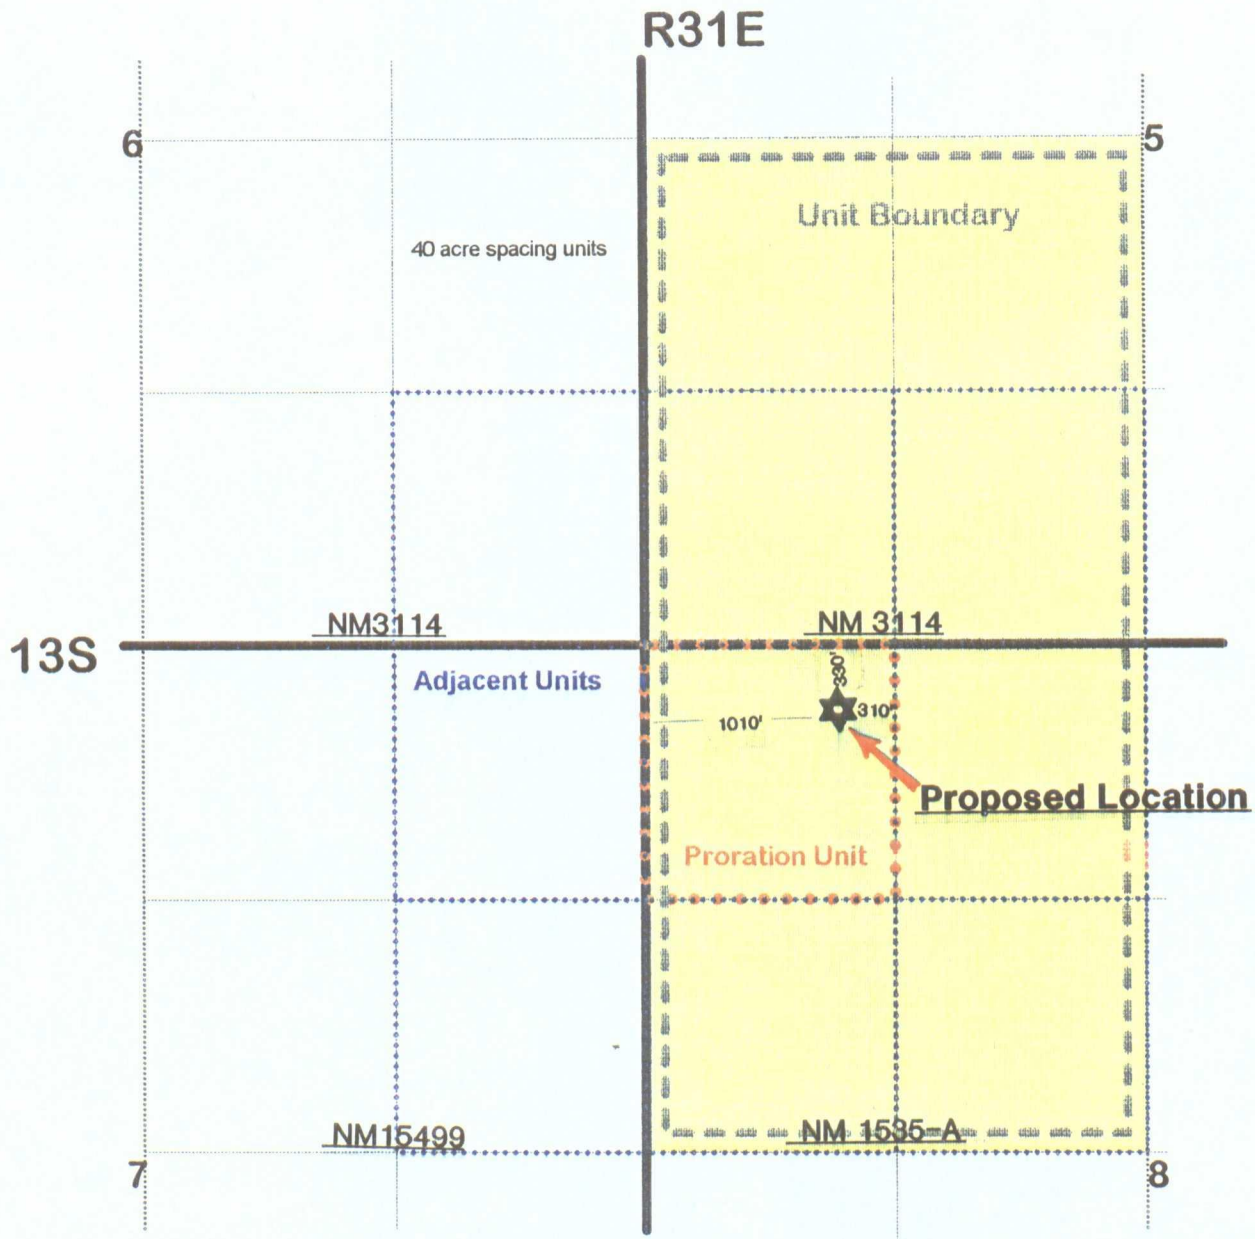 R31E
6
5
Unit Boundary
40 acre spacing units
NM3114
NM 3114
13S
Adjacent Units
330'
310'
1010'
Proposed Location
Proration Unit
NM15499
NM 1535-A
7
8